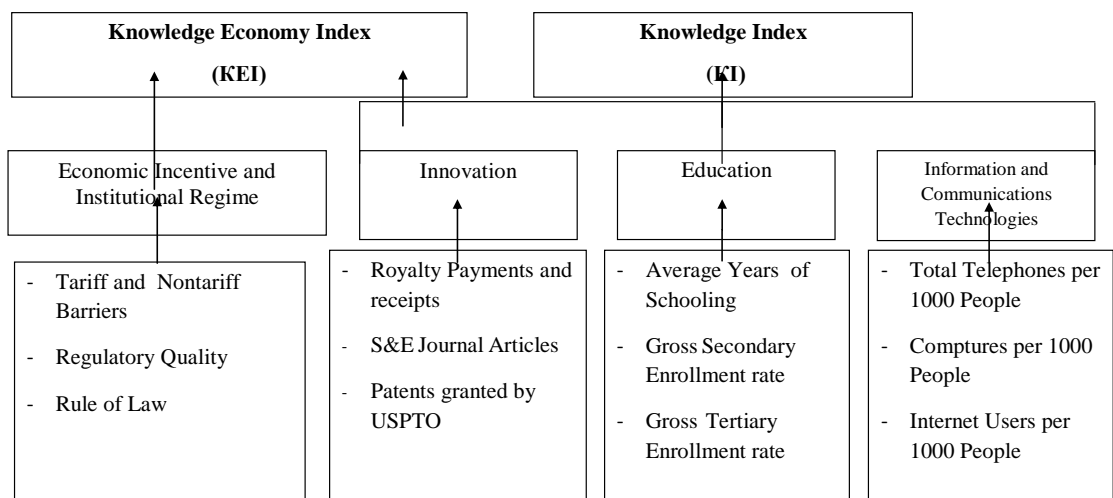 Knowledge Economy Index
(KEI)
Knowledge Index
(KI)
Economic Incentive and
Institutional Regime
Innovation
Education
Information and
Communications
Technologies
- Tariff and Nontariff
Barriers
- Regulatory Quality
- Rule of Law
- Royalty Payments and
receipts
- S&E Journal Articles
- Patents granted by
USPTO
- Average Years of
Schooling
- Gross Secondary
Enrollment rate
- Gross Tertiary
Enrollment rate
- Total Telephones per
1000 People
- Comptures per 1000
People
- Internet Users per
1000 People